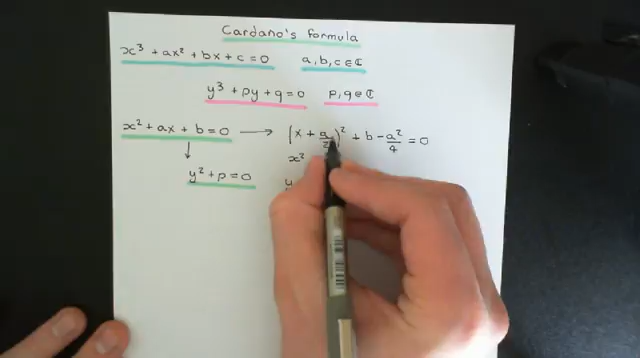 Cardano's formula
x³ + ax² + bx + c = 0 a, b, c ∈ ℂ
y³ + py + q = 0 p, q ∈ ℂ
x² + ax + b = 0 → (x + a/2)² + b - a²/4 = 0
x²
y² + p = 0 y